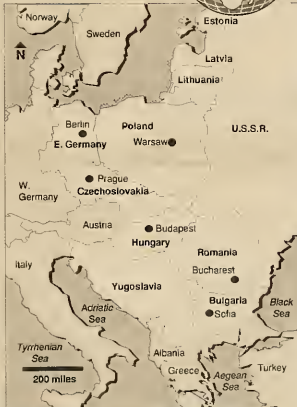 Norway
Estonia
Sweden
N
Latvia
Lithuania
Berlin
Poland
U.S.S.R.
Warsaw
E. Germany
Prague
W.
Germany
Czechoslovakia
Austria
Budapest
Hungary
Romania
Italy
Bucharest
Yugoslavia
Bulgaria
Black
Sea
Adriatic
Sea
Sofia
Tyrrhenian
Sea
Albania
Turkey
Greece
Aegean
Sea
200 miles